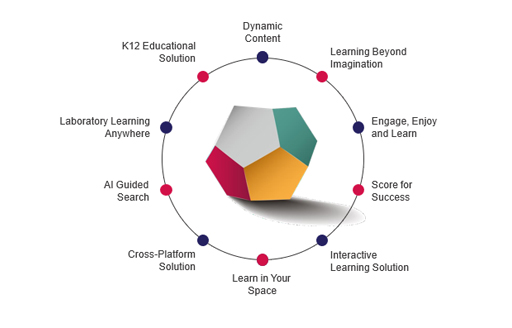 Dynamic
Content
Learning Beyond
Imagination
Engage, Enjoy
and Learn
Score for
Success
Interactive
Learning Solution
Learn in Your
Space
Cross-Platform
Solution
AI Guided
Search
Laboratory Learning
Anywhere
K12 Educational
Solution